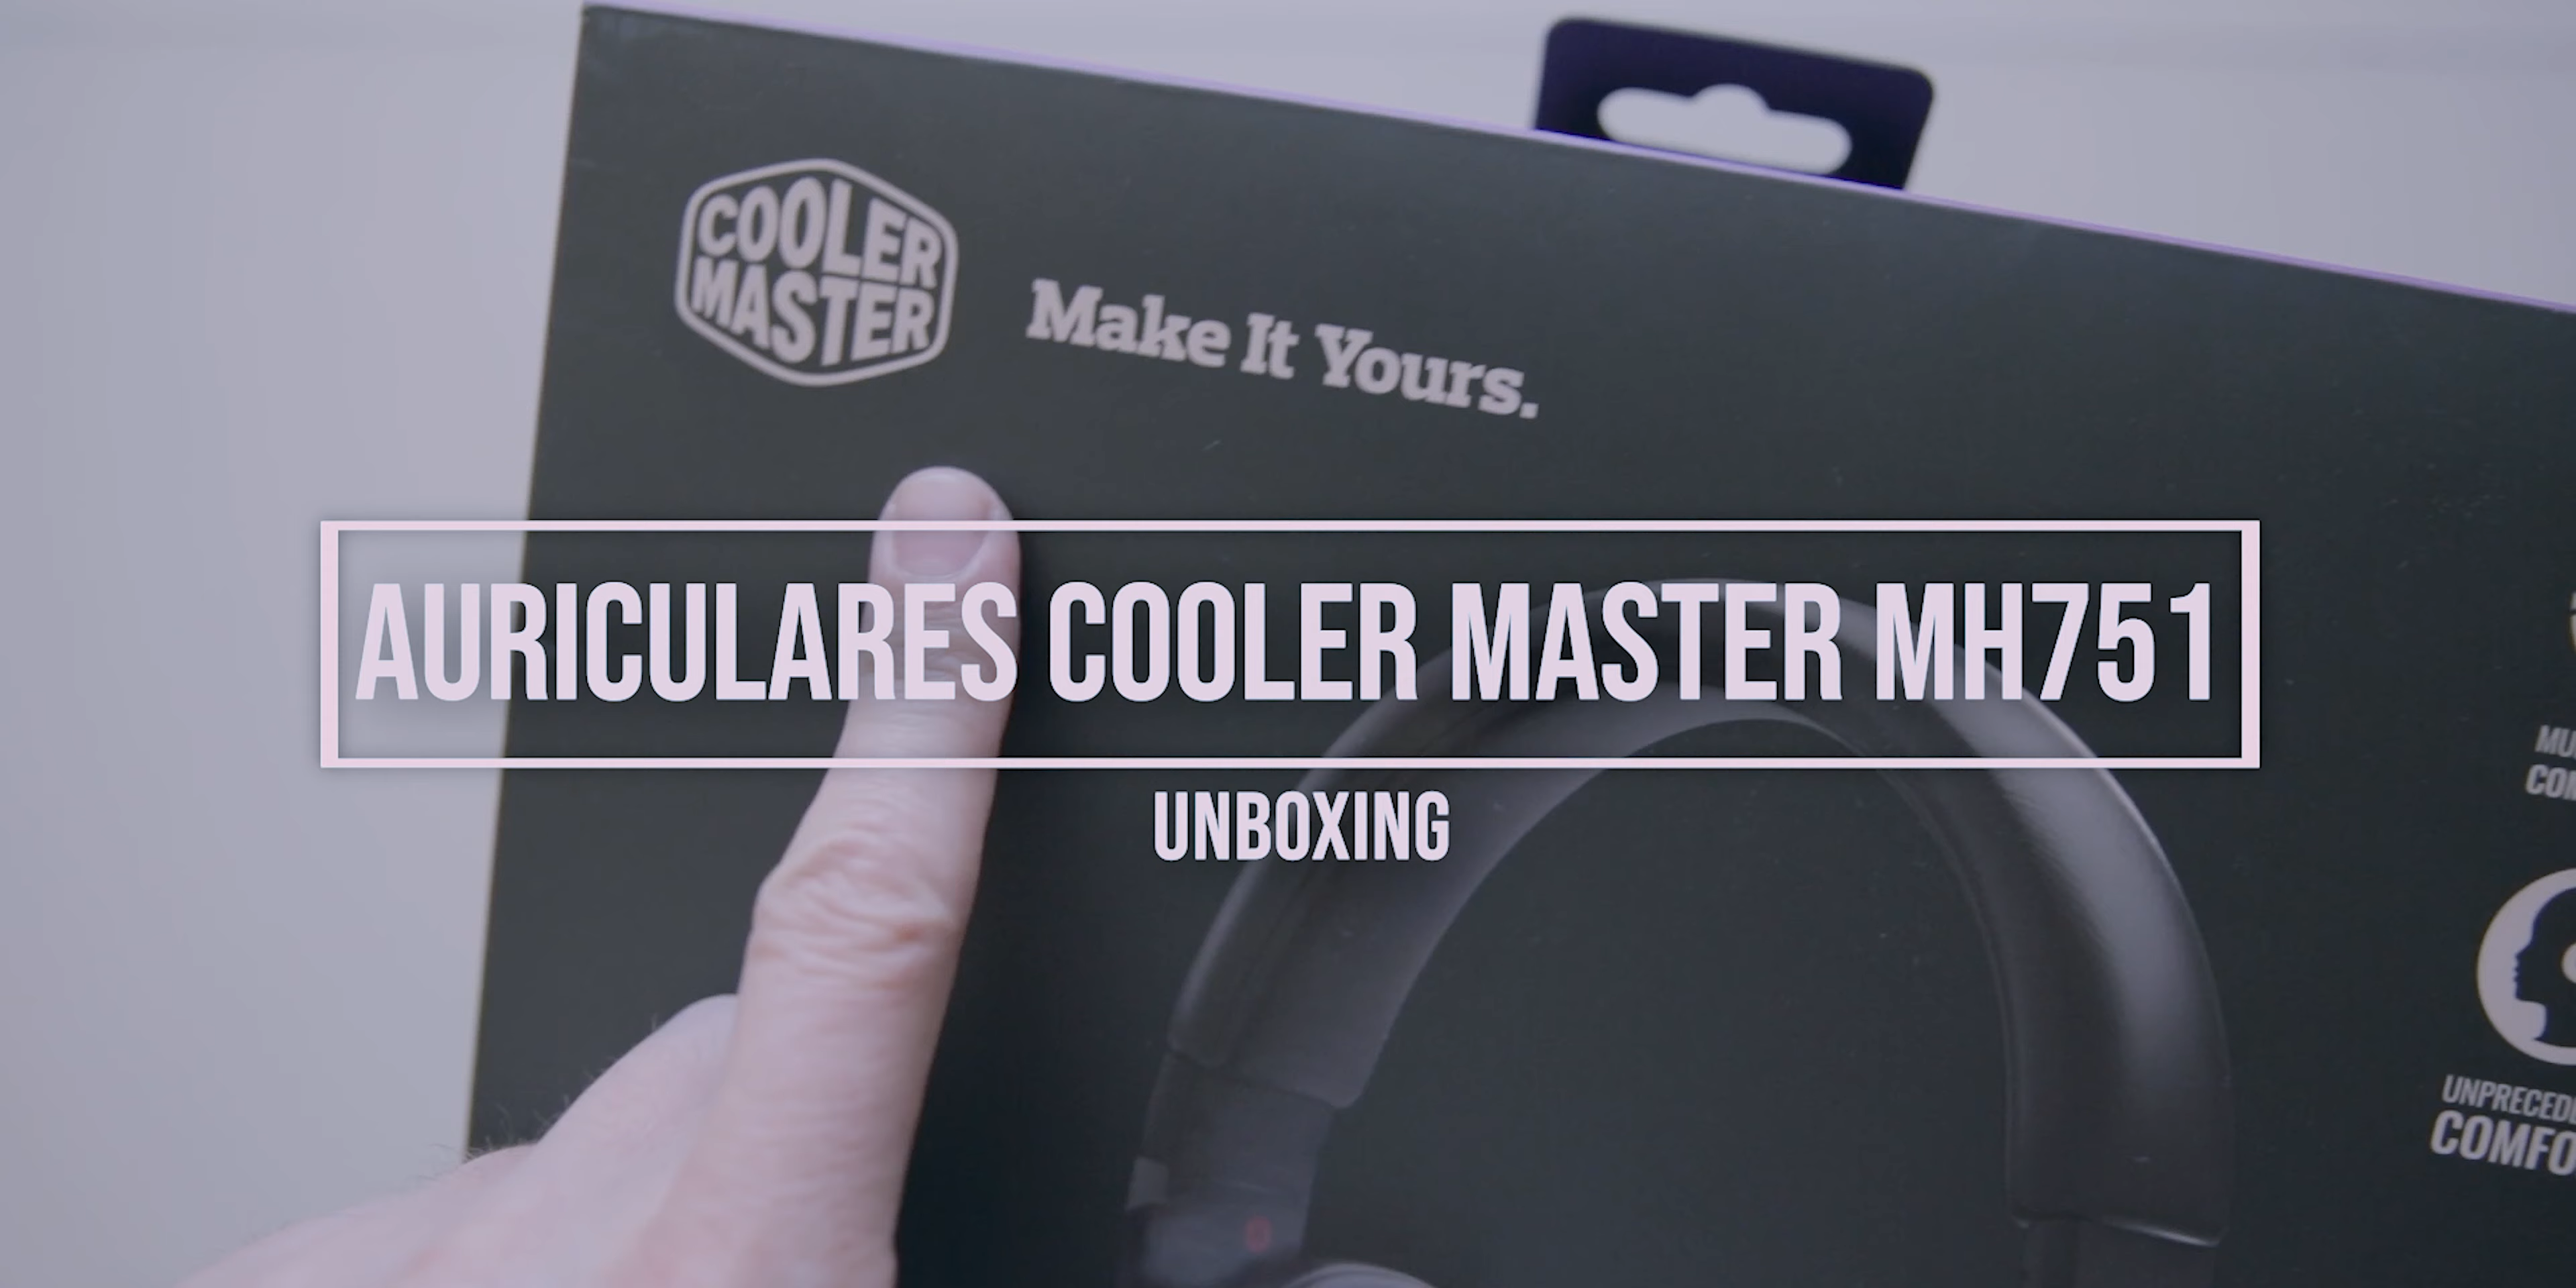 COOLER
MASTER
Make It Yours.
AURICULARES COOLER MASTER MH751
UNBOXING